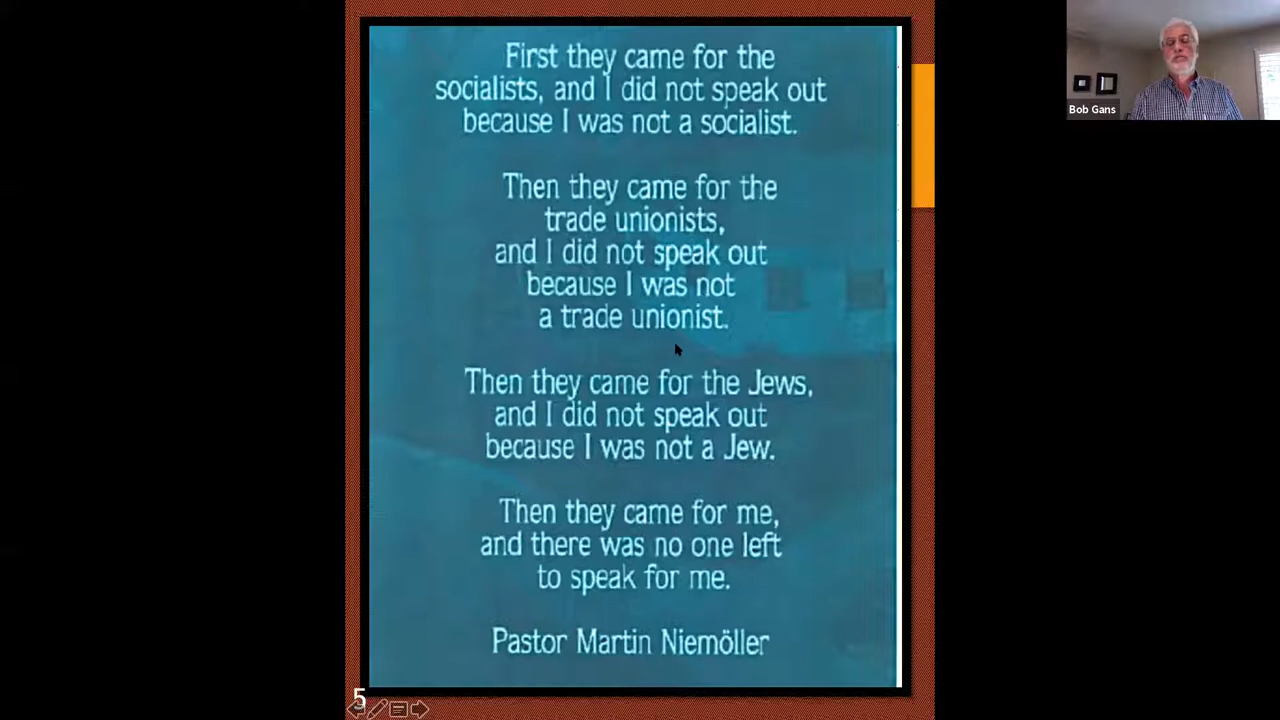 First they came for the
socialists, and I did not speak out
because I was not a socialist.
Then they came for the
trade unionists,
and I did not speak out
because I was not
a trade unionist.
Then they came for the Jews,
and I did not speak out
because I was not a Jew.
Then they came for me,
and there was no one left
to speak for me.
Pastor Martin Niemöller
5
Bob Gans